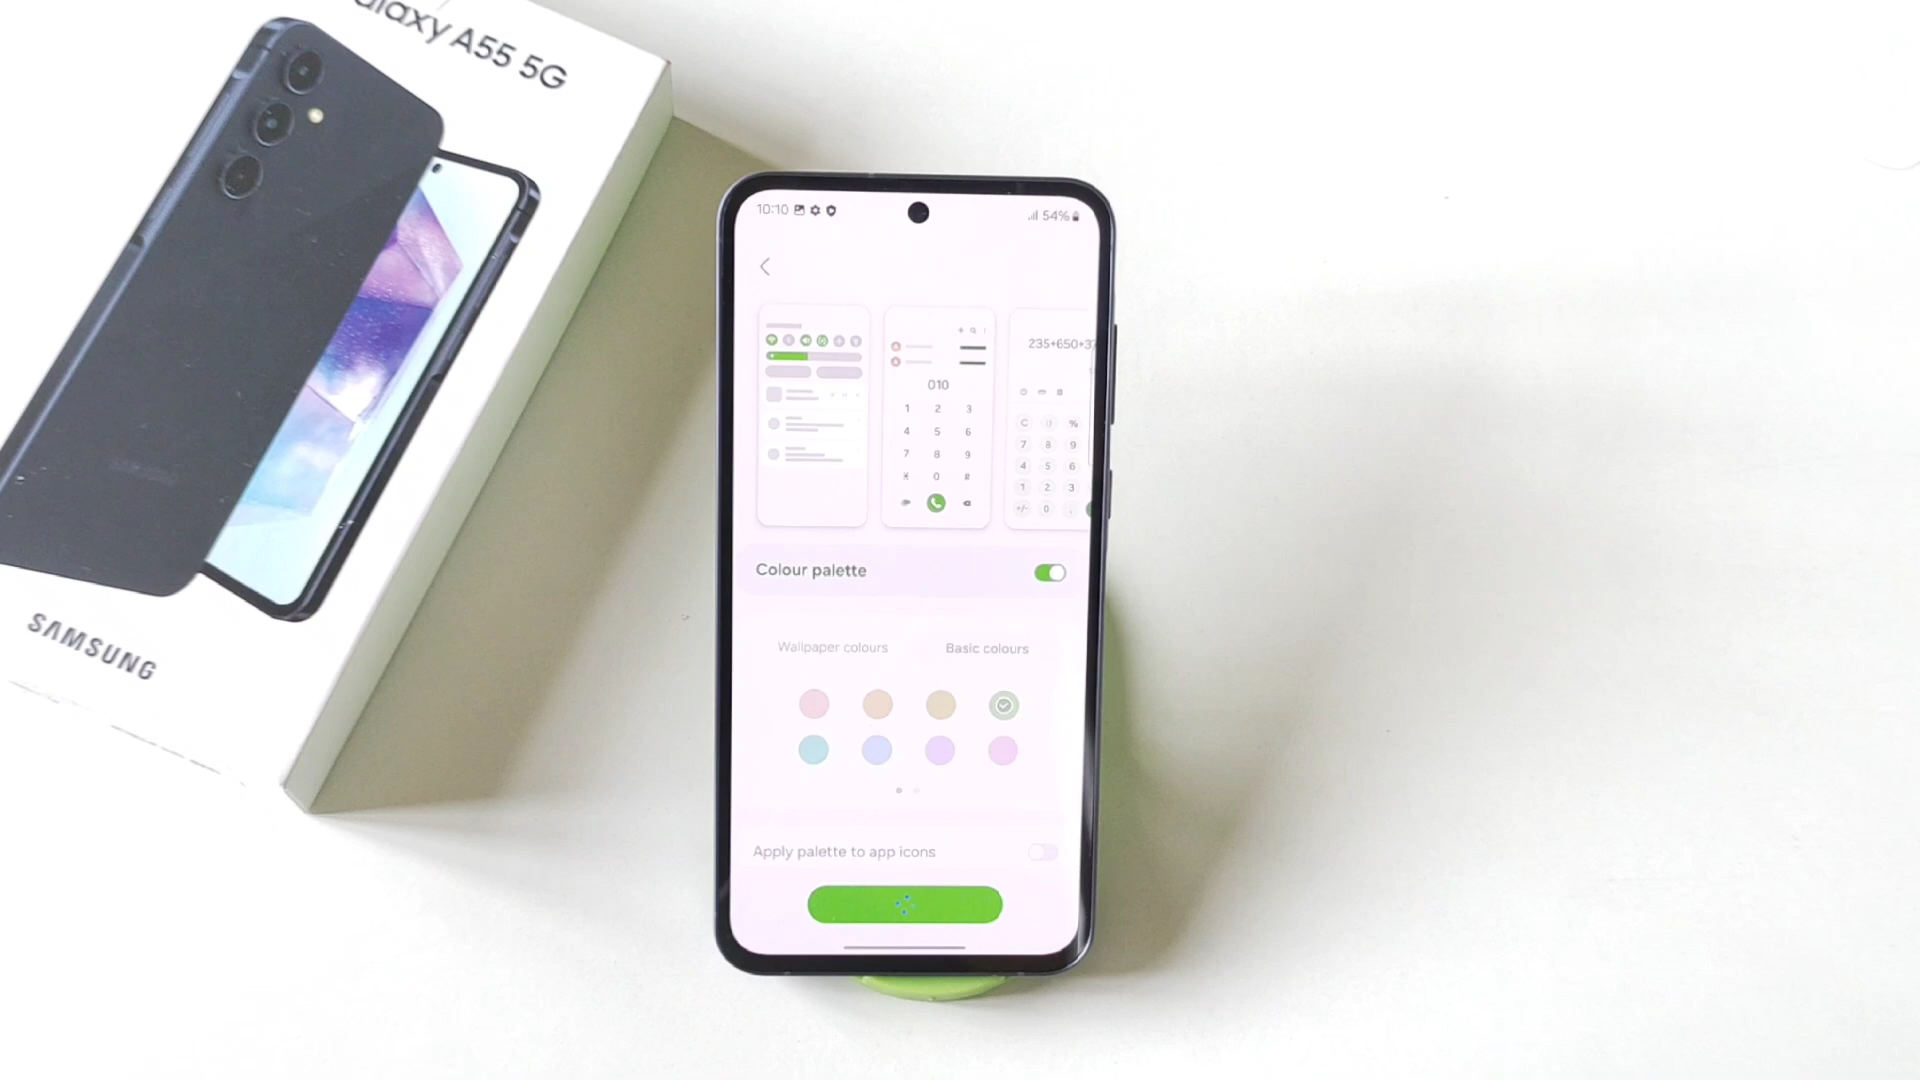 alaxy A55 5G
SAMSUNG
10:10
54%
235+650+37
010
1 2 3
4 5 6
7 8 9
* 0 #
C () %
7 8 9
4 5 6
1 2 3
+/- 0 .
Colour palette
Wallpaper colours
Basic colours
Apply palette to app icons